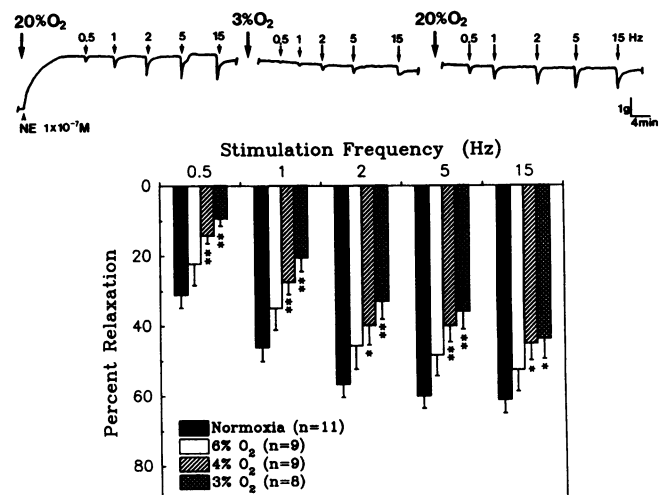 20%O₂ 3%O₂ 20%O₂
0.5 1 2 5 15 0.5 1 2 5 15 0.5 1 2 5 15 Hz
NE 1x10⁻⁷M
1g
4min
Stimulation Frequency (Hz)
0.5 1 2 5 15
Percent Relaxation
0
20
40
60
80
** ** ** ** * ** ** ** * *
Normoxia (n=11)
6% O₂ (n=9)
4% O₂ (n=9)
3% O₂ (n=8)